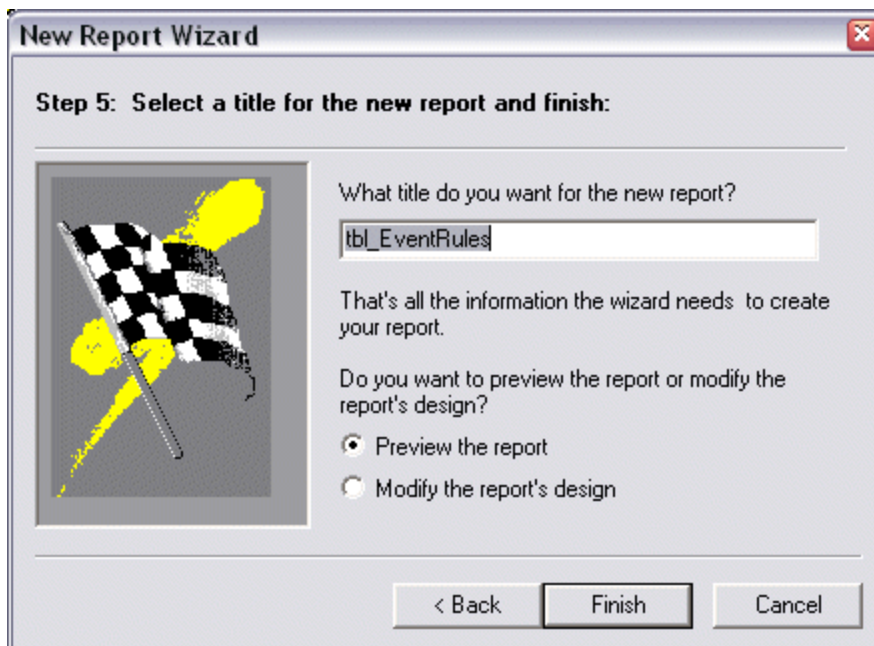 New Report Wizard
Step 5: Select a title for the new report and finish:
What title do you want for the new report?
tbl_EventRules
That's all the information the wizard needs to create
your report.
Do you want to preview the report or modify the
report's design?
Preview the report
Modify the report's design
< Back
Finish
Cancel